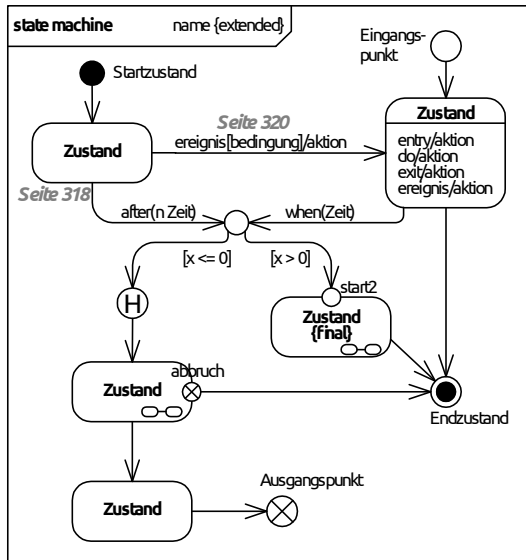 state machine name {extended}
Eingangs-
punkt
Startzustand
Zustand
Seite 320
ereignis[bedingung]/aktion
Zustand
entry/aktion
do/aktion
exit/aktion
ereignis/aktion
Seite 318
after(n Zeit)
when(Zeit)
[x <= 0]
[x > 0]
H
start2
Zustand
{final}
abbruch
Zustand
Endzustand
Zustand
Ausgangspunkt